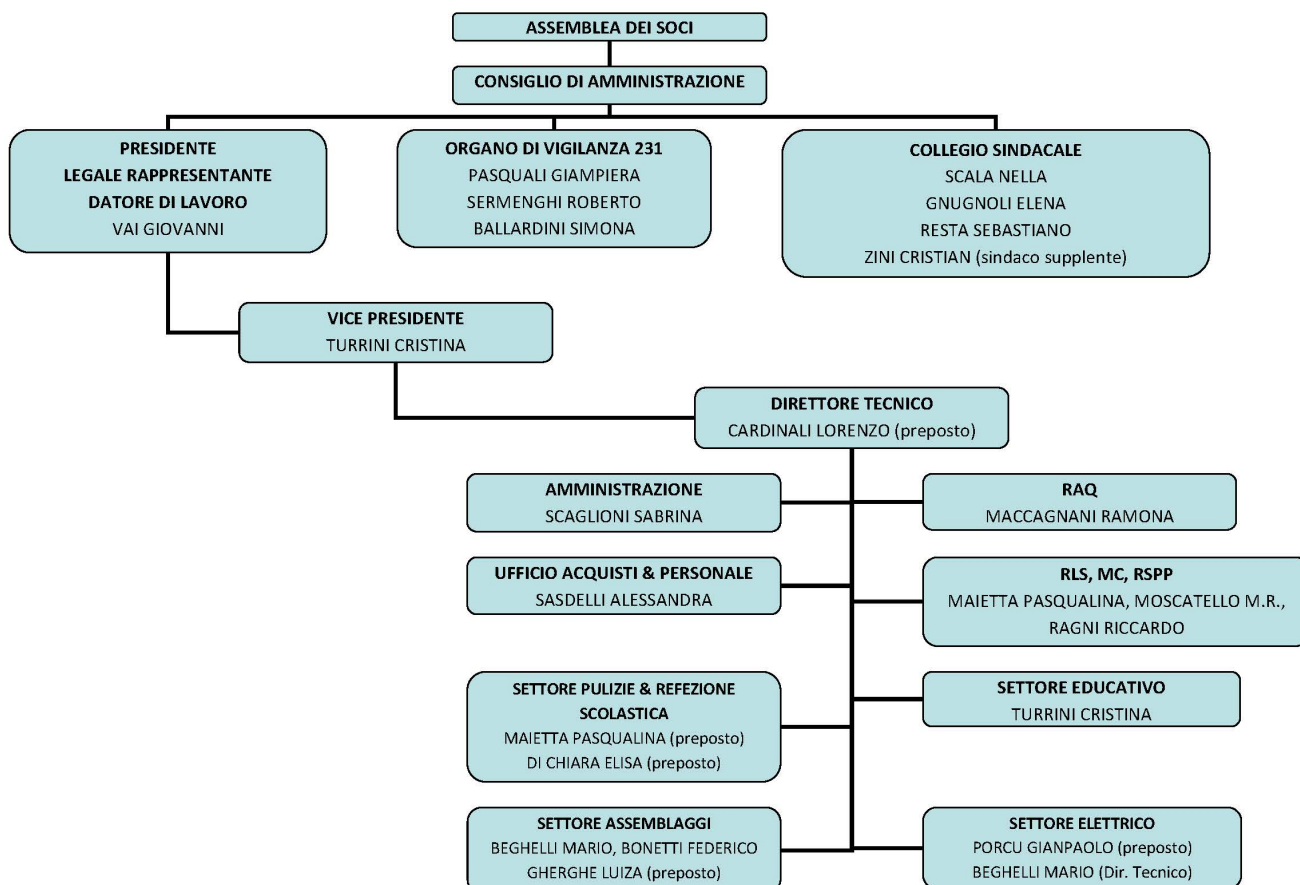 ASSEMBLEA DEI SOCI
CONSIGLIO DI AMMINISTRAZIONE
PRESIDENTE
LEGALE RAPPRESENTANTE
DATORE DI LAVORO
VAI GIOVANNI
ORGANO DI VIGILANZA 231
PASQUALI GIAMPIERA
SERMENGHI ROBERTO
BALLARDINI SIMONA
COLLEGIO SINDACALE
SCALA NELLA
GNUGNOLI ELENA
RESTA SEBASTIANO
ZINI CRISTIAN (sindaco supplente)
VICE PRESIDENTE
TURRINI CRISTINA
DIRETTORE TECNICO
CARDINALI LORENZO (preposto)
AMMINISTRAZIONE
SCAGLIONI SABRINA
RAQ
MACCAGNANI RAMONA
UFFICIO ACQUISTI & PERSONALE
SASDELLI ALESSANDRA
RLS, MC, RSPP
MAIETTA PASQUALINA, MOSCATELLO M.R.,
RAGNI RICCARDO
SETTORE PULIZIE & REFEZIONE
SCOLASTICA
MAIETTA PASQUALINA (preposto)
DI CHIARA ELISA (preposto)
SETTORE EDUCATIVO
TURRINI CRISTINA
SETTORE ASSEMBLAGGI
BEGHELLI MARIO, BONETTI FEDERICO
GHERGHE LUIZA (preposto)
SETTORE ELETTRICO
PORCU GIANPAOLO (preposto)
BEGHELLI MARIO (Dir. Tecnico)